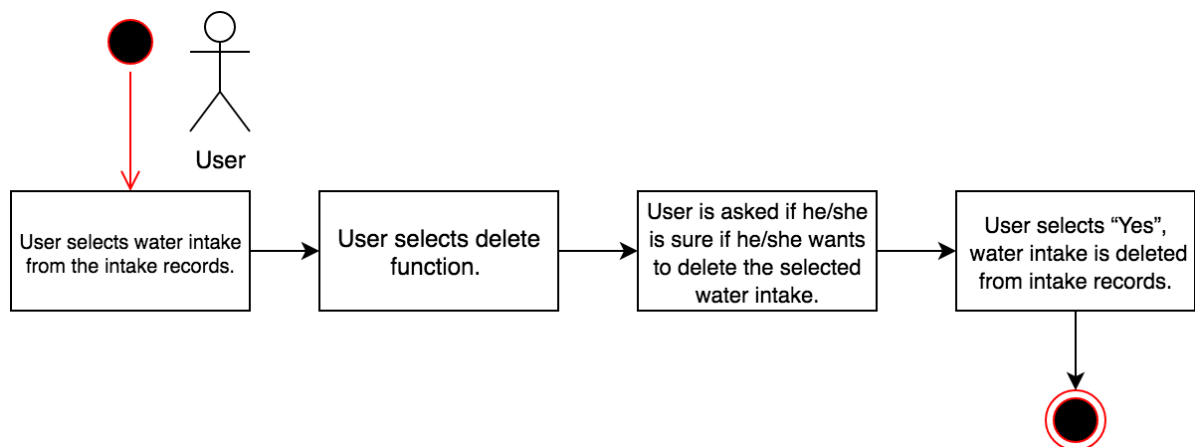 User
User selects water intake
from the intake records.
User selects delete
function.
User is asked if he/she
is sure if he/she wants
to delete the selected
water intake.
User selects “Yes”,
water intake is deleted
from intake records.